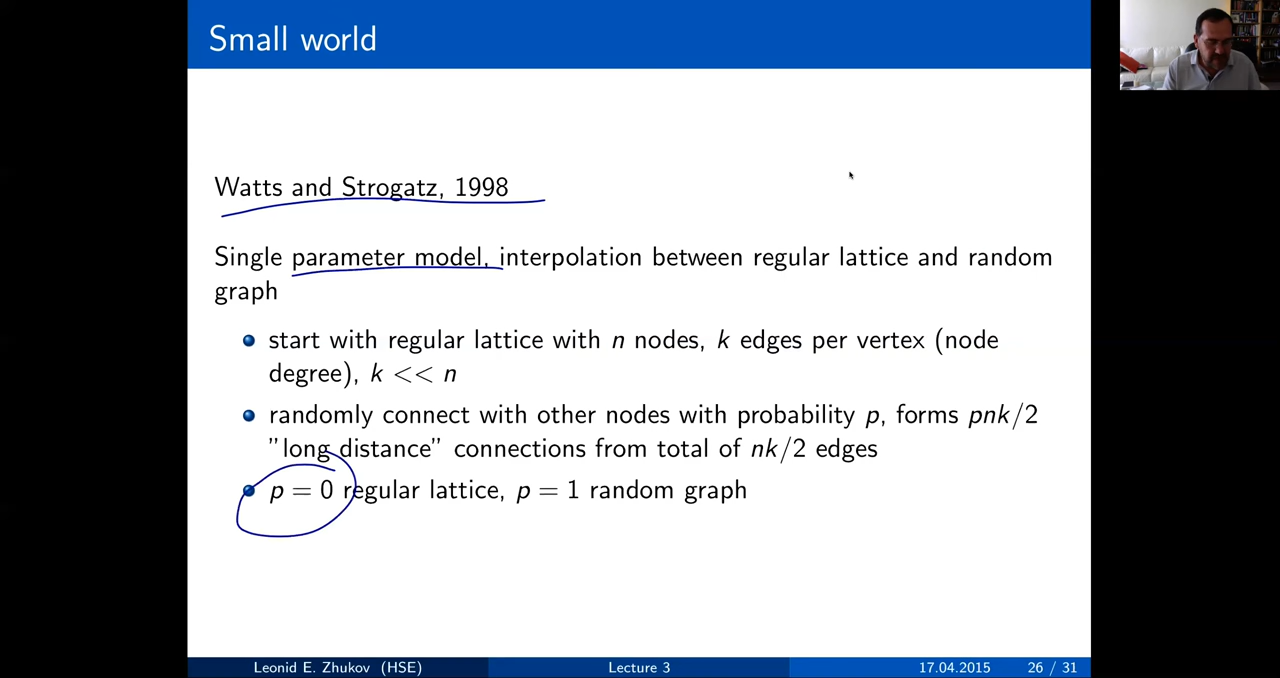 Small world
Watts and Strogatz, 1998
Single parameter model, interpolation between regular lattice and random
graph
start with regular lattice with n nodes, k edges per vertex (node
degree), k << n
randomly connect with other nodes with probability p, forms pnk/2
"long distance" connections from total of nk/2 edges
p = 0 regular lattice, p = 1 random graph
Leonid E. Zhukov (HSE)
Lecture 3
17.04.2015
26 / 31